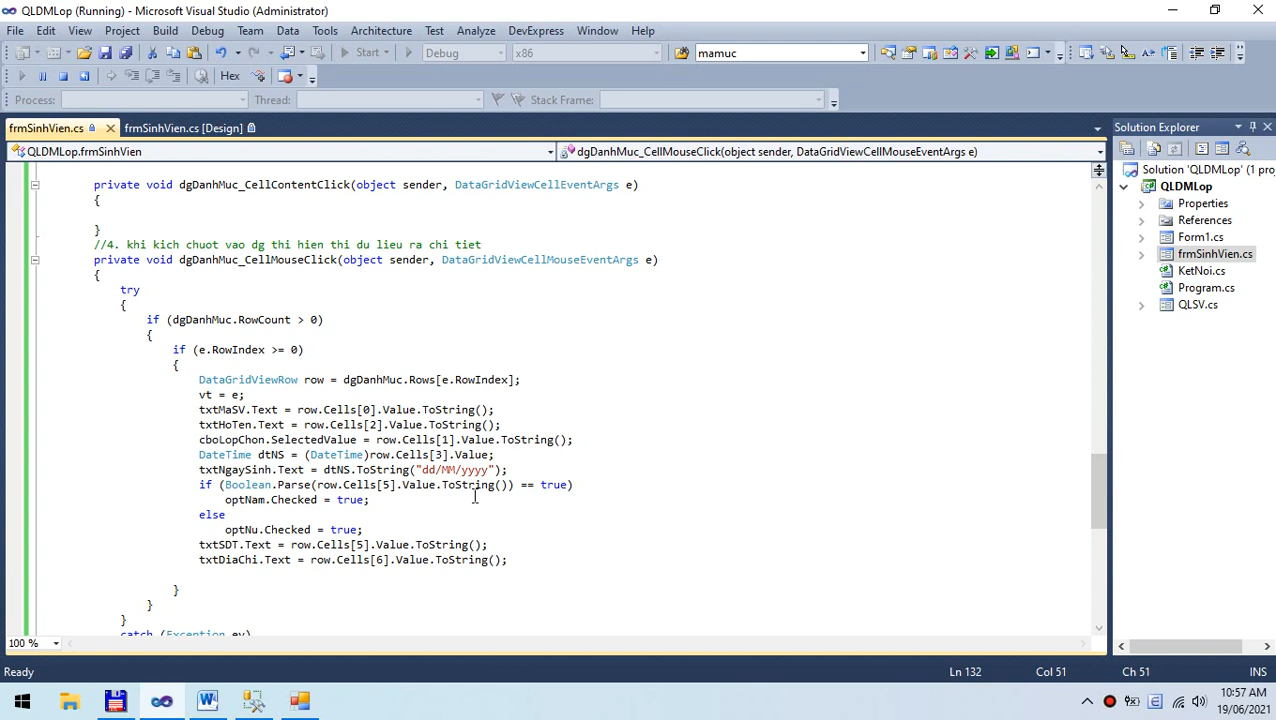 QLDMLop (Running) - Microsoft Visual Studio (Administrator)
File Edit View Project Build Debug Team Data Tools Architecture Test Analyze DevExpress Window Help
Start Debug x86 mamuc
Hex
Process: Thread: Stack Frame:
frmSinhVien.cs frmSinhVien.cs [Design]
Solution Explorer
QLDMLop.frmSinhVien dgDanhMuc_CellMouseClick(object sender, DataGridViewCellMouseEventArgs e)
private void dgDanhMuc_CellContentClick(object sender, DataGridViewCellEventArgs e)
{
}
//4. khi kich chuot vao dg thi hien thi du lieu ra chi tiet
private void dgDanhMuc_CellMouseClick(object sender, DataGridViewCellMouseEventArgs e)
{
try
{
if (dgDanhMuc.RowCount > 0)
{
if (e.RowIndex >= 0)
{
DataGridViewRow row = dgDanhMuc.Rows[e.RowIndex];
vt = e;
txtMaSV.Text = row.Cells[0].Value.ToString();
txtHoTen.Text = row.Cells[2].Value.ToString();
cboLopChon.SelectedValue = row.Cells[1].Value.ToString();
DateTime dtNS = (DateTime)row.Cells[3].Value;
txtNgaySinh.Text = dtNS.ToString("dd/MM/yyyy");
if (Boolean.Parse(row.Cells[5].Value.ToString()) == true)
optNam.Checked = true;
else
optNu.Checked = true;
txtSDT.Text = row.Cells[5].Value.ToString();
txtDiaChi.Text = row.Cells[6].Value.ToString();
}
}
}
catch (Exception ev)
100 %
Solution 'QLDMLop' (1 proj
QLDMLop
Properties
References
Form1.cs
frmSinhVien.cs
KetNoi.cs
Program.cs
QLSV.cs
Ready Ln 132 Col 51 Ch 51 INS
10:57 AM
19/06/2021